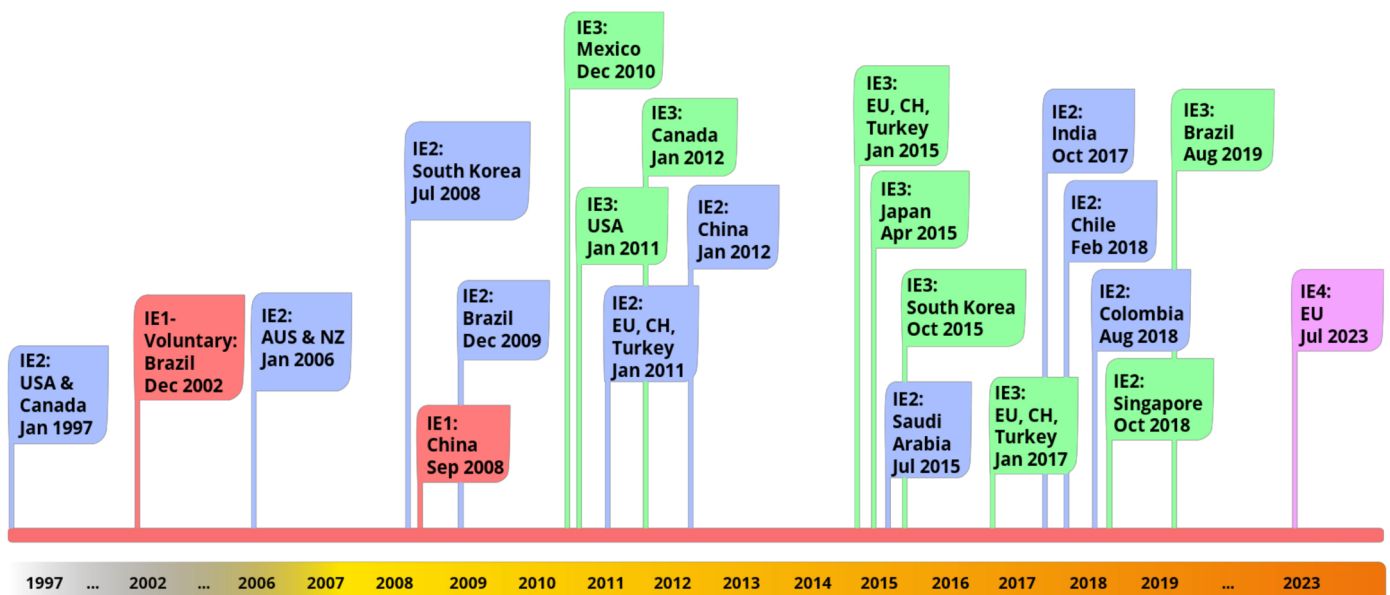 IE2:
USA &
Canada
Jan 1997
IE1-
Voluntary:
Brazil
Dec 2002
IE2:
AUS & NZ
Jan 2006
IE2:
South Korea
Jul 2008
IE1:
China
Sep 2008
IE2:
Brazil
Dec 2009
IE3:
Mexico
Dec 2010
IE3:
USA
Jan 2011
IE2:
EU, CH,
Turkey
Jan 2011
IE3:
Canada
Jan 2012
IE2:
China
Jan 2012
IE3:
EU, CH,
Turkey
Jan 2015
IE3:
Japan
Apr 2015
IE2:
Saudi
Arabia
Jul 2015
IE3:
South Korea
Oct 2015
IE3:
EU, CH,
Turkey
Jan 2017
IE2:
India
Oct 2017
IE2:
Chile
Feb 2018
IE2:
Colombia
Aug 2018
IE2:
Singapore
Oct 2018
IE3:
Brazil
Aug 2019
IE4:
EU
Jul 2023
1997 ... 2002 ... 2006 2007 2008 2009 2010 2011 2012 2013 2014 2015 2016 2017 2018 2019 ... 2023